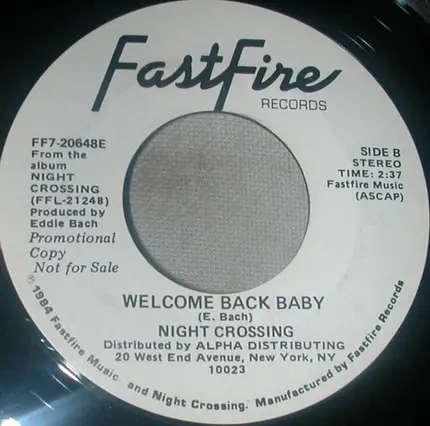 FastFire
RECORDS
FF7-20648E
From the
album
NIGHT
CROSSING
(FFL-21248)
Produced by
Eddie Bach
Promotional
Copy
Not for Sale
SIDE B
STEREO
TIME: 2:37
Fastfire Music
(ASCAP)
WELCOME BACK BABY
(E. Bach)
NIGHT CROSSING
Distributed by ALPHA DISTRIBUTING
20 West End Avenue, New York, NY
10023
℗ 1984 Fastfire Music and Night Crossing. Manufactured by Fastfire Records